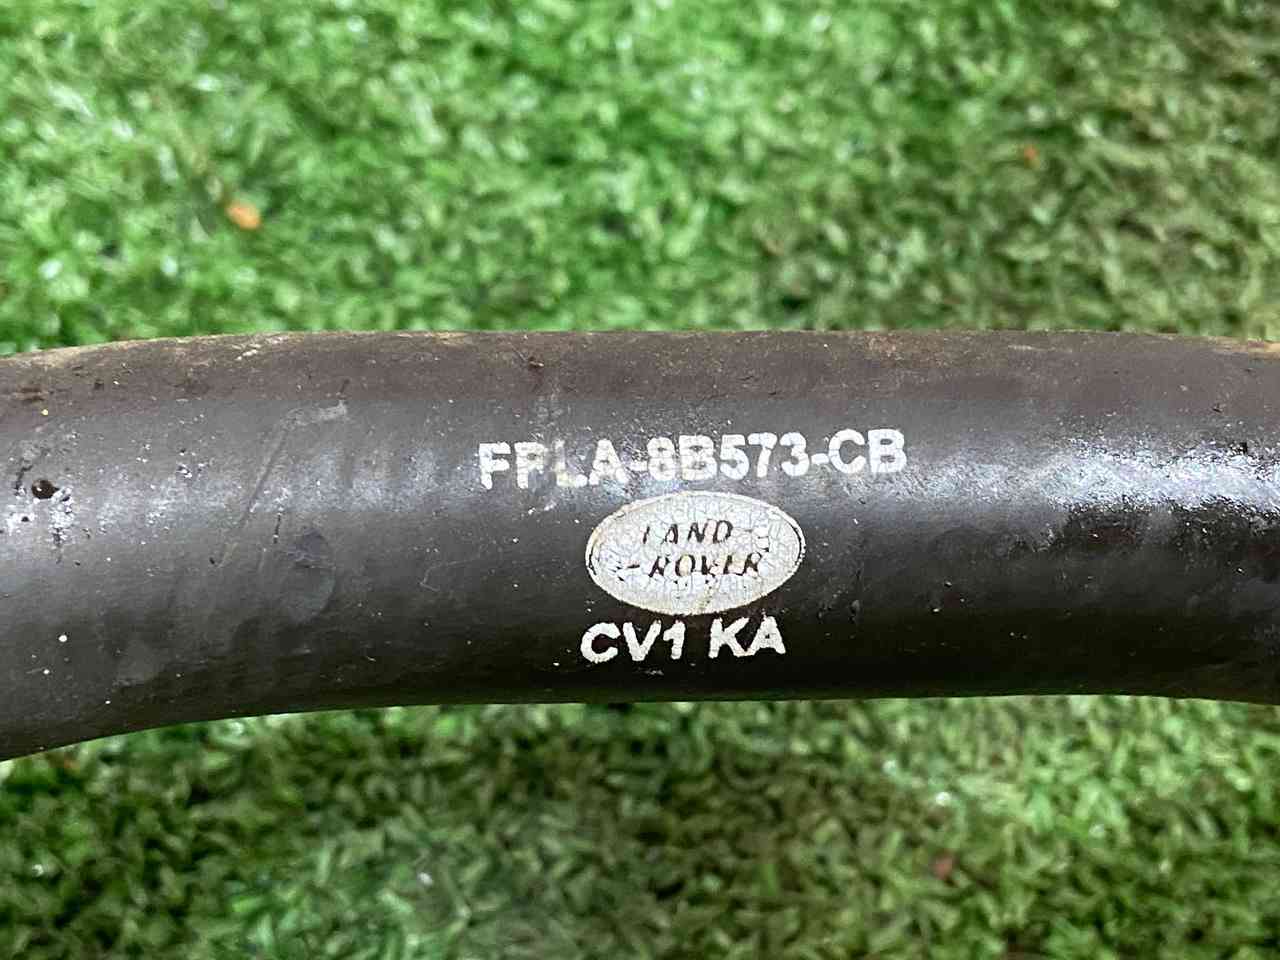 FPLA-8B573-CB
LAND
-ROVER
CV1 KA